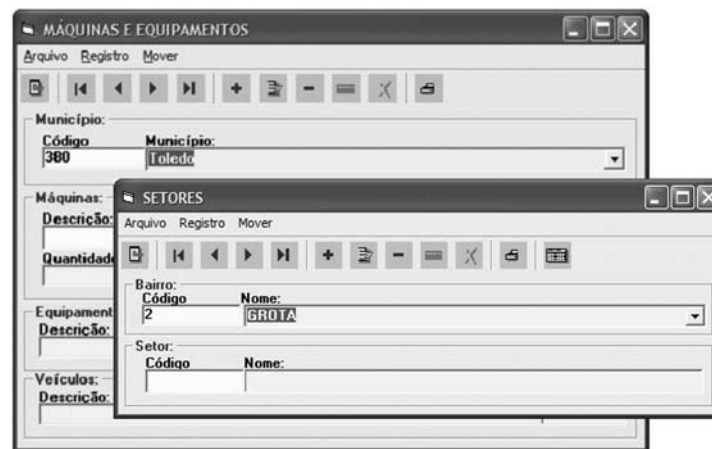 MÁQUINAS E EQUIPAMENTOS
Arquivo Registro Mover
Município:
Código Município:
380 Toledo
Máquinas:
Descrição:
Quantidade
Equipament
Descrição:
Veículos:
Descrição:
SETORES
Arquivo Registro Mover
Bairro:
Código Nome:
2 GROTA
Setor:
Código Nome: